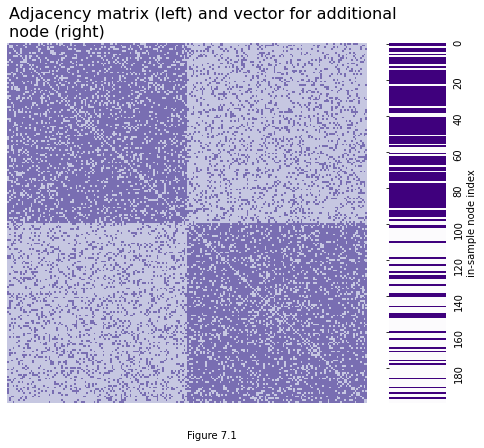 Adjacency matrix (left) and vector for additional
node (right)
0
20
40
60
80
100
120
140
160
180
in-sample node index
Figure 7.1